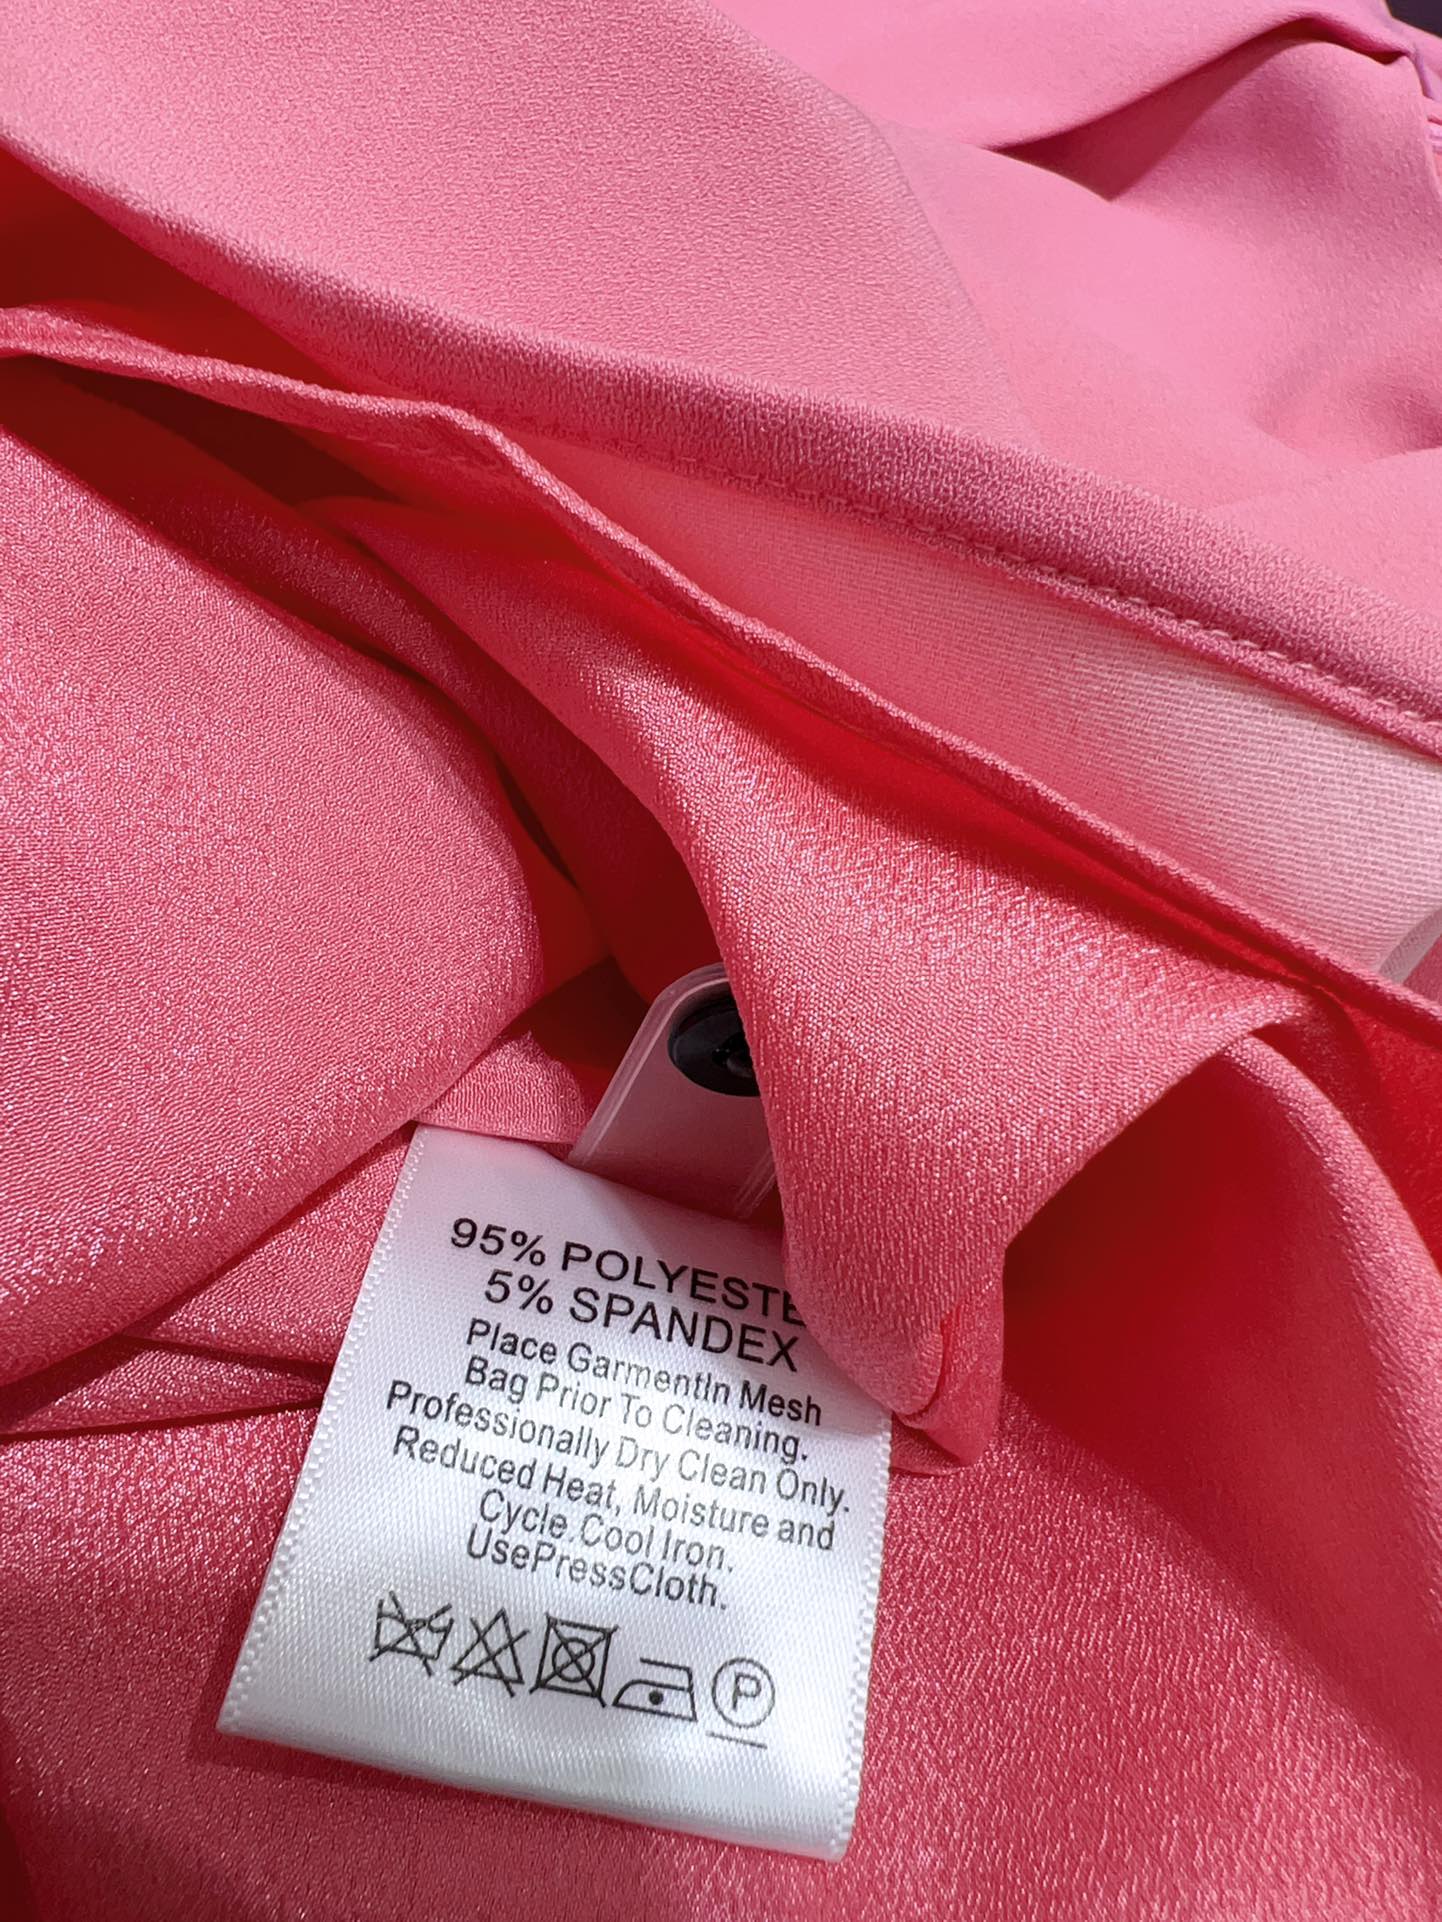 95% POLYESTE
5% SPANDEX
Place GarmentIn Mesh
Bag Prior To Cleaning.
Professionally Dry Clean Only.
Reduced Heat, Moisture and
Cycle.Cool Iron.
UsePressCloth.
P